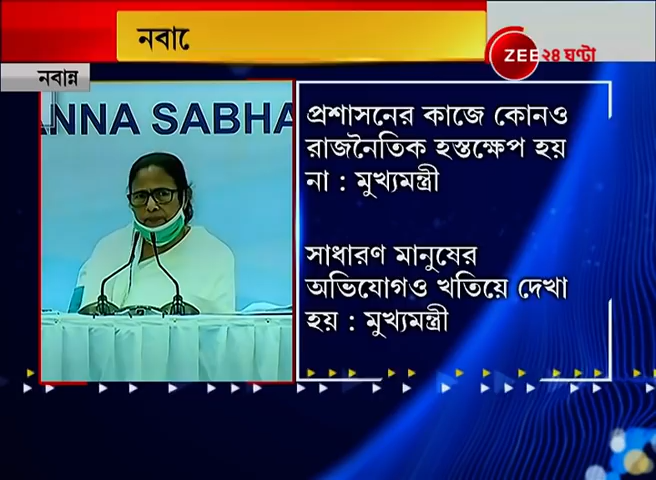 নবান্নে
ZEE ২৪ ঘণ্টা
নবান্ন
ANNA SABHA
প্রশাসনের কাজে কোনও
রাজনৈতিক হস্তক্ষেপ হয়
না : মুখ্যমন্ত্রী
সাধারণ মানুষের
অভিযোগও খতিয়ে দেখা
হয় : মুখ্যমন্ত্রী